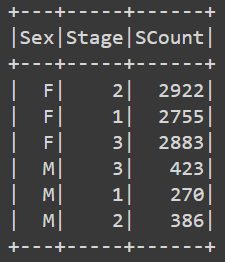 +---+-----+------+
|Sex|Stage|SCount|
+---+-----+------+
|  F|    2|  2922|
|  F|    1|  2755|
|  F|    3|  2883|
|  M|    3|   423|
|  M|    1|   270|
|  M|    2|   386|
+---+-----+------+